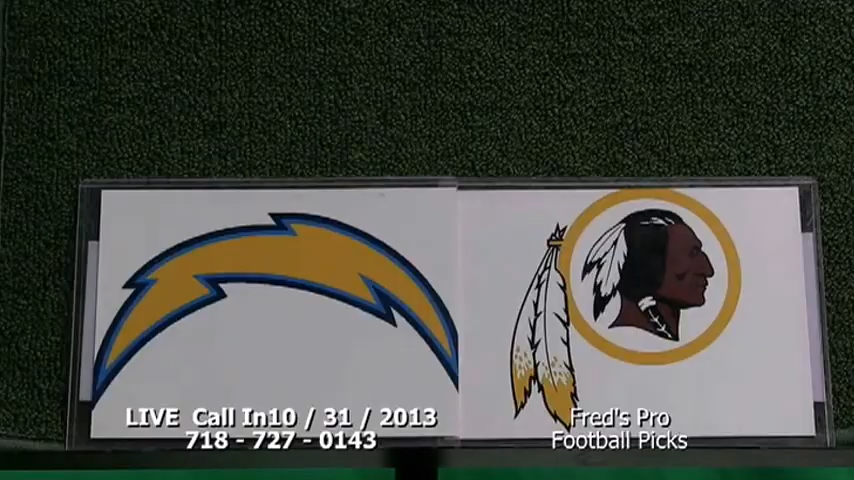 LIVE Call In10 / 31 / 2013
718 - 727 - 0143
Fred's Pro
Football Picks